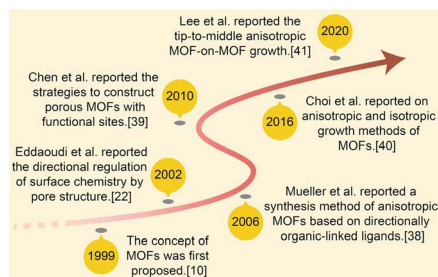 Lee et al. reported the
tip-to-middle anisotropic
MOF-on-MOF growth.[41]
2020
Chen et al. reported the
strategies to construct
porous MOFs with
functional sites.[39]
2010
2016
Choi et al. reported on
anisotropic and isotropic
growth methods of
MOFs.[40]
Eddaoudi et al. reported
the directional regulation
of surface chemistry by
pore structure.[22]
2002
2006
Mueller et al. reported a
synthesis method of anisotropic
MOFs based on directionally
organic-linked ligands.[38]
1999
The concept of
MOFs was first
proposed.[10]